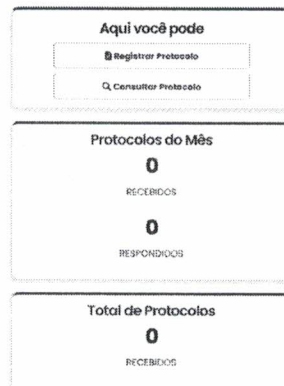 Aqui você pode
Registrar Protocolo
Consultar Protocolo
Protocolos do Mês
0
RECEBIDOS
0
RESPONDIDOS
Total de Protocolos
0
RECEBIDOS